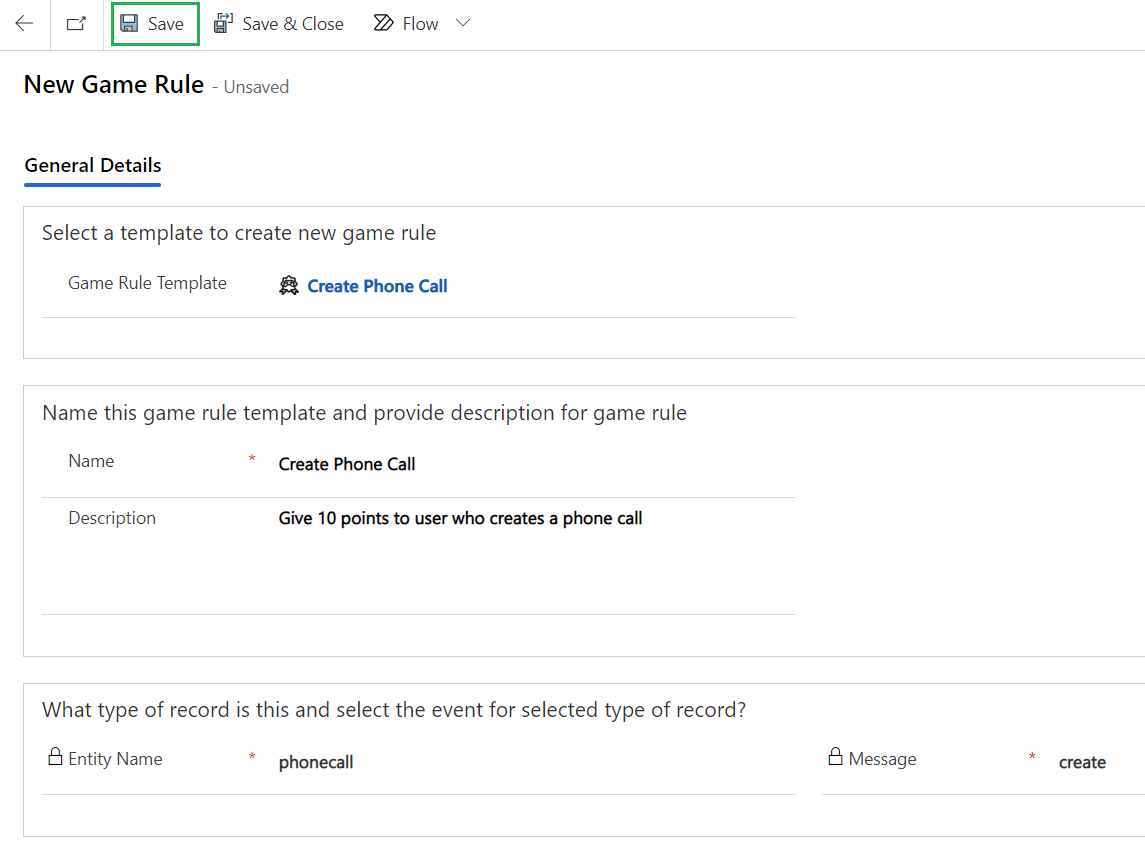 Save Save & Close Flow
New Game Rule - Unsaved
General Details
Select a template to create new game rule
Game Rule Template Create Phone Call
Name this game rule template and provide description for game rule
Name * Create Phone Call
Description Give 10 points to user who creates a phone call
What type of record is this and select the event for selected type of record?
Entity Name * phonecall Message * create